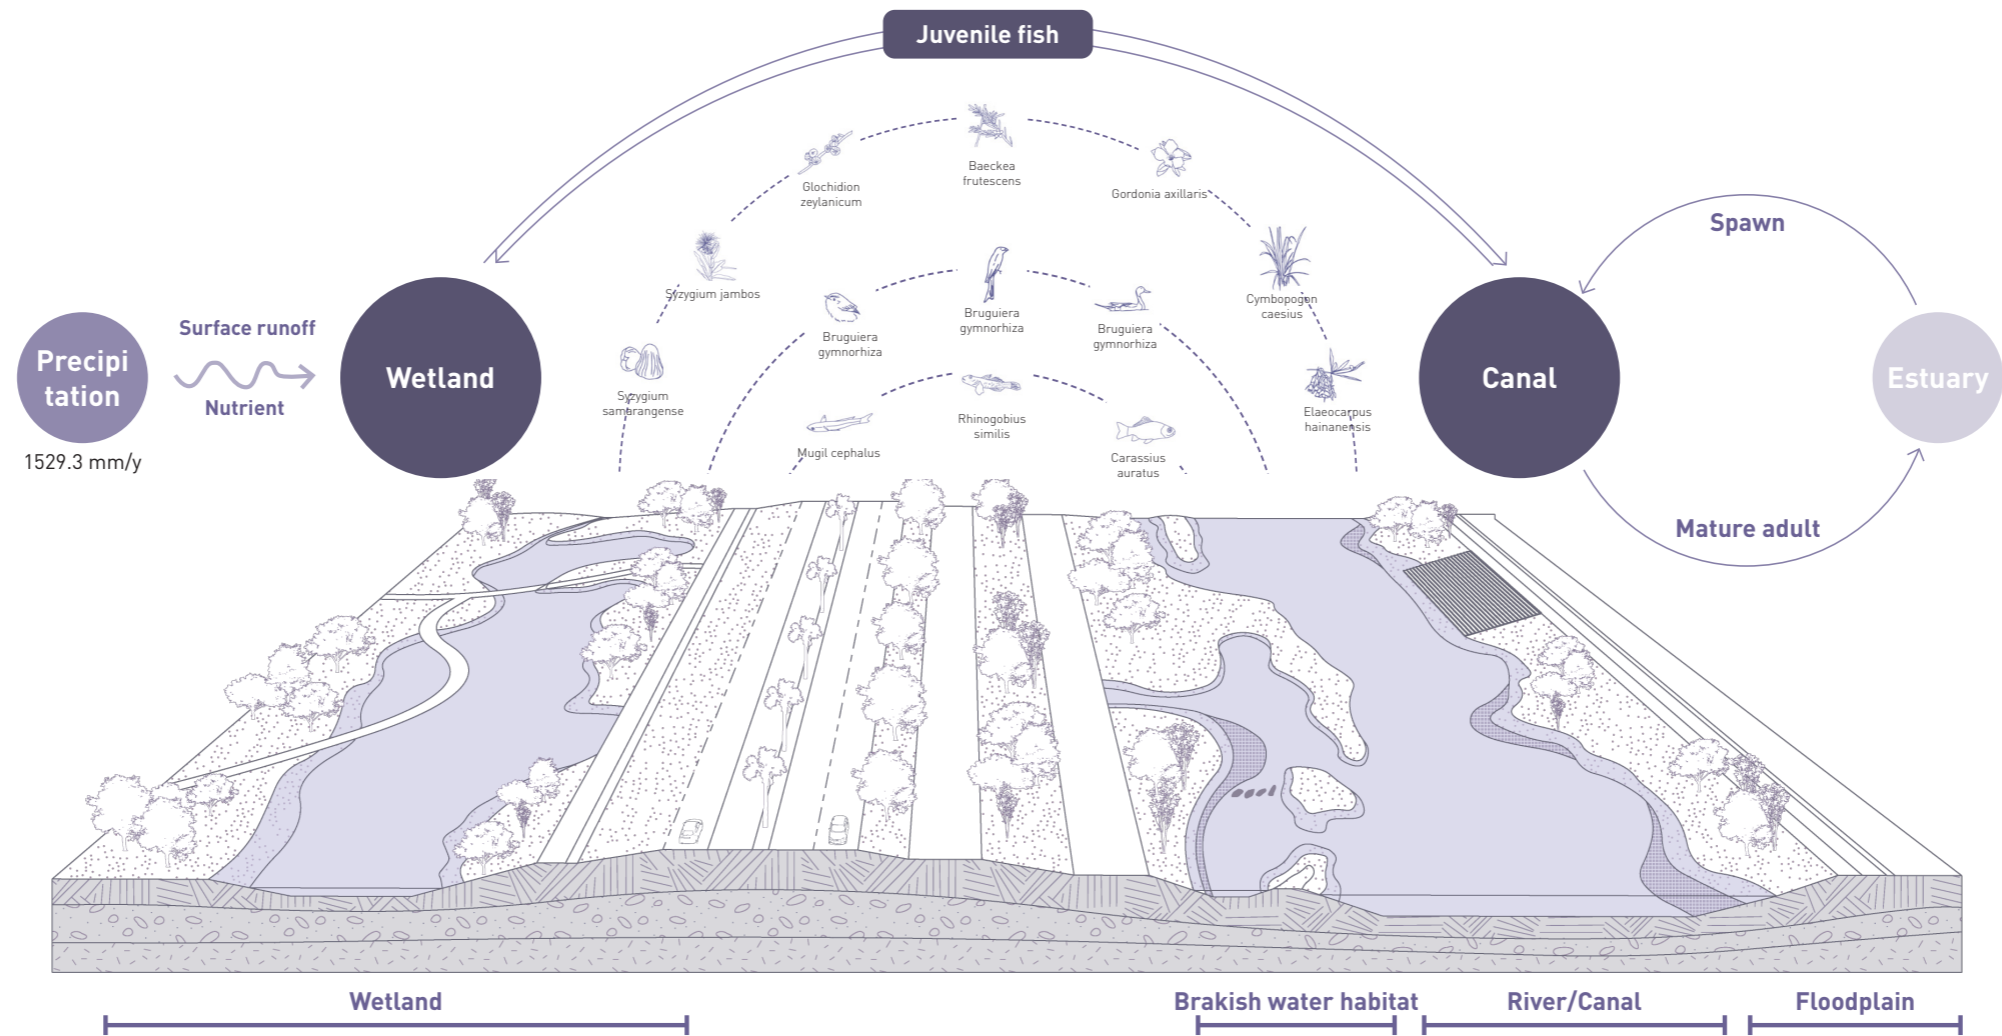 Juvenile fish
Baeckea
frutescens
Glochidion
zeylanicum
Gordonia axillaris
Spawn
Syzygium jambos
Cymbopogon
caesius
Bruguiera
gymnorhiza
Bruguiera
gymnorhiza
Bruguiera
gymnorhiza
Surface runoff
Precipi
tation
Wetland
Canal
Estuary
Nutrient
Syzygium
samarangense
Elaeocarpus
hainanensis
Rhinogobius
similis
Mugil cephalus
Carassius
auratus
1529.3 mm/y
Mature adult
Wetland
Brakish water habitat
River/Canal
Floodplain